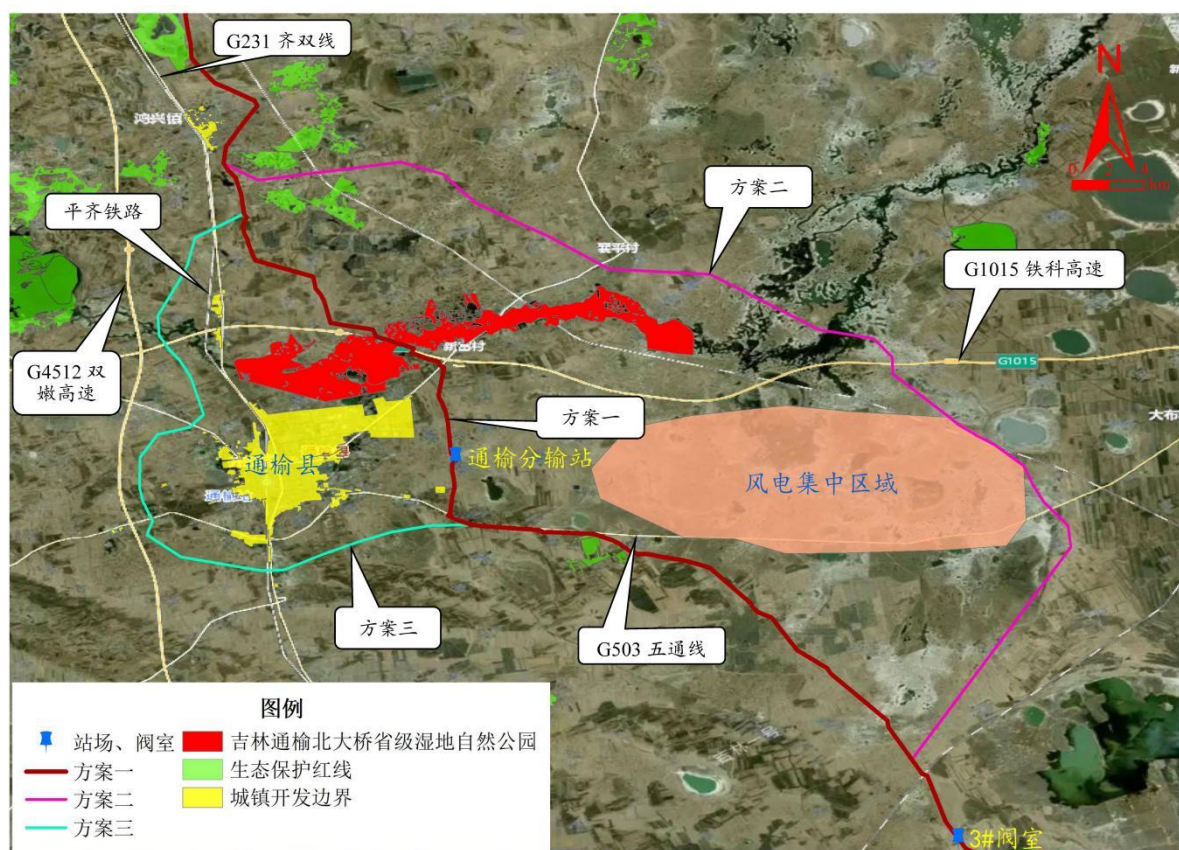 G231 齐双线
鸿兴镇
N
0 2 4
km
方案二
平齐铁路
G1015 铁科高速
G4512 双
嫩高速
G1015
方案一
大布
通榆县
通榆分输站
风电集中区域
方案三
G503 五通线
图例
站场、阀室
吉林通榆北大桥省级湿地自然公园
方案一
生态保护红线
方案二
城镇开发边界
方案三
3#阀室